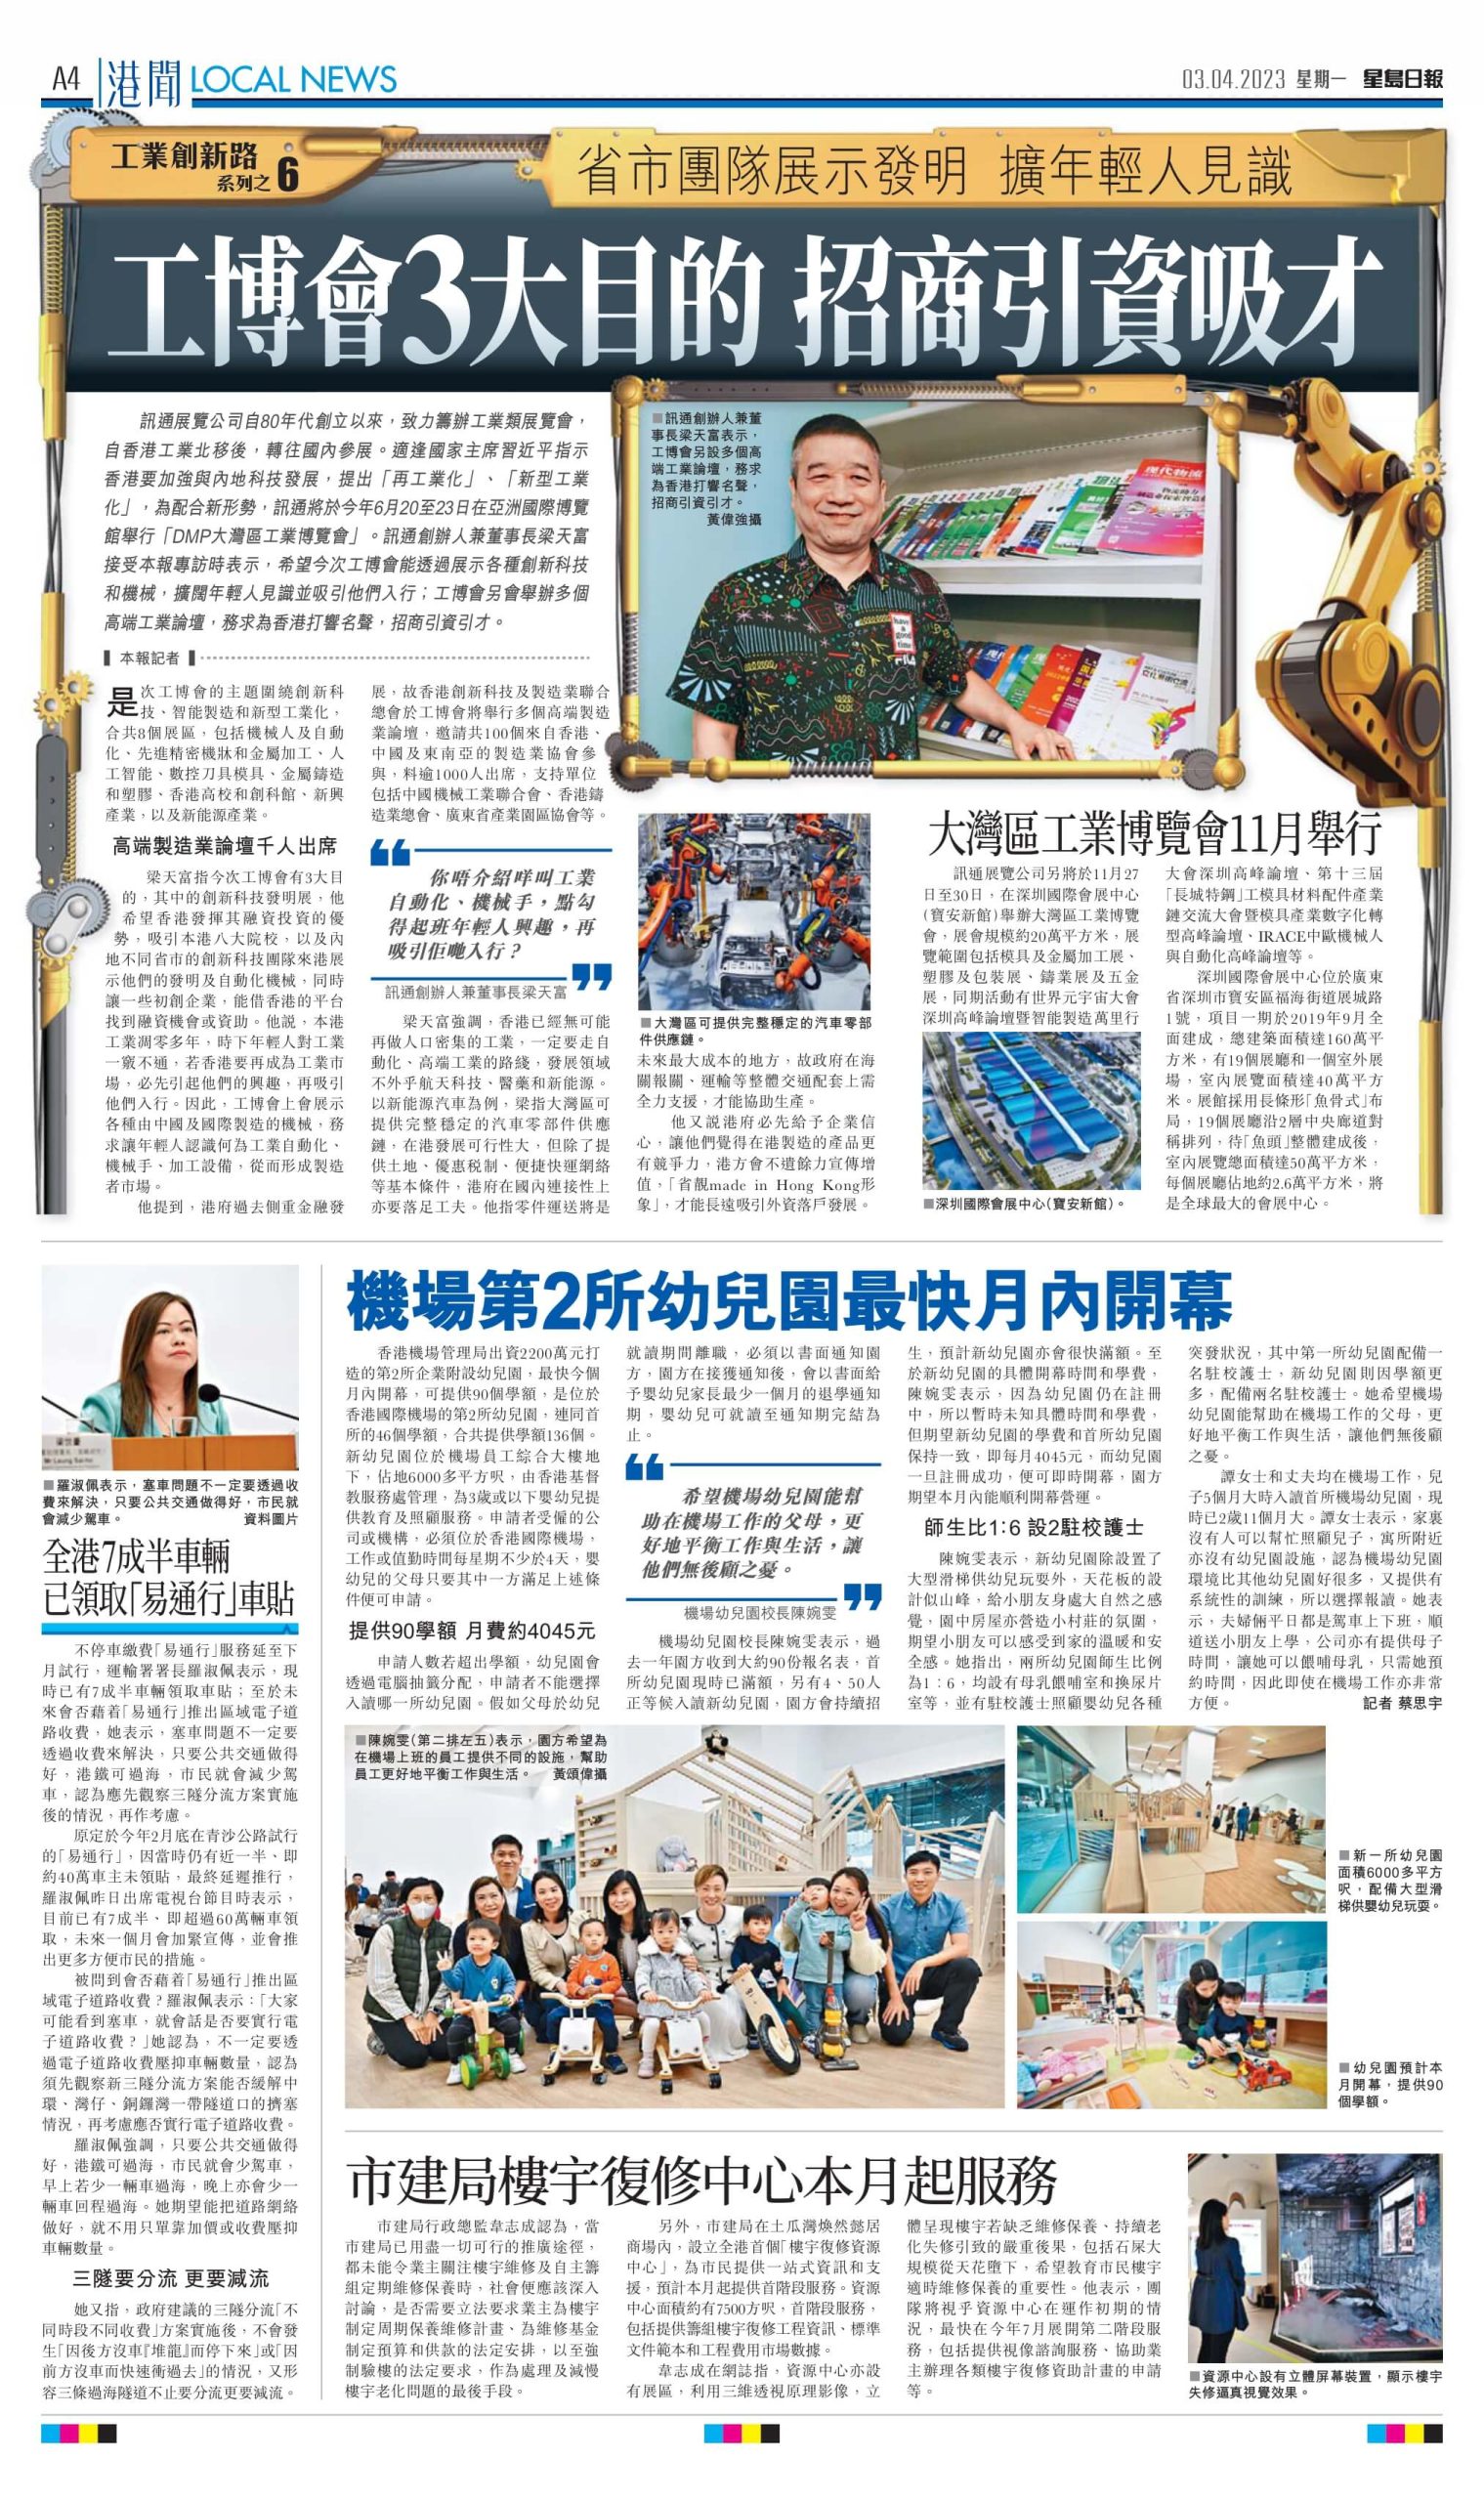 A4 港聞 LOCAL NEWS
03.04.2023 星期一 星島日報
工業創新路
系列之6
省市團隊展示發明 擴年輕人見識
工博會3大目的 招商引資吸才
訊通展覽公司自80年代創立以來，致力籌辦工業類展覽會，
自香港工業北移後，轉往國內參展。適逢國家主席習近平指示
香港要加強與內地科技發展，提出「再工業化」、「新型工業
化」，為配合新形勢，訊通將於今年6月20至23日在亞洲國際博覽
館舉行「DMP大灣區工業博覽會」。訊通創辦人兼董事長梁天富
接受本報專訪時表示，希望今次工博會能透過展示各種創新科技
和機械，擴闊年輕人見識並吸引他們入行；工博會另會舉辦多個
高端工業論壇，務求為香港打響名聲，招商引資引才。
本報記者
■訊通創辦人兼董
事長梁天富表示，
工博會另設多個高
端工業論壇，務求
為香港打響名聲，
招商引資引才。
黃偉強攝
現代物流
Have
a
good
time
FILA
是次工博會的主題圍繞創新科
技、智能製造和新型工業化，
合共8個展區，包括機械人及自動
化、先進精密機牀和金屬加工、人
工智能、數控刀具模具、金屬鑄造
和塑膠、香港高校和創科館、新興
產業，以及新能源產業。
高端製造業論壇千人出席
梁天富指今次工博會有3大目
的，其中的創新科技發明展，他
希望香港發揮其融資投資的優
勢，吸引本港八大院校，以及內
地不同省市的創新科技團隊來港展
示他們的發明及自動化機械，同時
讓一些初創企業，能借香港的平台
找到融資機會或資助。他説，本港
工業凋零多年，時下年輕人對工業
一竅不通，若香港要再成為工業市
場，必先引起他們的興趣，再吸引
他們入行。因此，工博會上會展示
各種由中國及國際製造的機械，務
求讓年輕人認識何為工業自動化、
機械手、加工設備，從而形成製造
者市場。
他提到，港府過去側重金融發
展，故香港創新科技及製造業聯合
總會於工博會將舉行多個高端製造
業論壇，邀請共100個來自香港、
中國及東南亞的製造業協會參
與，料逾1000人出席，支持單位
包括中國機械工業聯合會、香港鑄
造業總會、廣東省產業園區協會等。
你唔介紹咩叫工業
自動化、機械手，點勾
得起班年輕人興趣，再
吸引佢哋入行？
訊通創辦人兼董事長梁天富
梁天富強調，香港已經無可能
再做人口密集的工業，一定要走自
動化、高端工業的路綫，發展領域
不外乎航天科技、醫藥和新能源。
以新能源汽車為例，梁指大灣區可
提供完整穩定的汽車零部件供應
鏈，在港發展可行性大，但除了提
供土地、優惠税制、便捷快運網絡
等基本條件，港府在國內連接性上
亦要落足工夫。他指零件運送將是
■大灣區可提供完整穩定的汽車零部
件供應鏈。
未來最大成本的地方，故政府在海
關報關、運輸等整體交通配套上需
全力支援，才能協助生產。
他又説港府必先給予企業信
心，讓他們覺得在港製造的產品更
有競爭力，港方會不遺餘力宣傳增
值，「省靚made in Hong Kong形
象」，才能長遠吸引外資落戶發展。
大灣區工業博覽會11月舉行
訊通展覽公司另將於11月27
日至30日，在深圳國際會展中心
(寶安新館)舉辦大灣區工業博覽
會，展會規模約20萬平方米，展
覽範圍包括模具及金屬加工展、
塑膠及包裝展、鑄業展及五金
展，同期活動有世界元宇宙大會
深圳高峰論壇暨智能製造萬里行
■深圳國際會展中心(寶安新館)。
大會深圳高峰論壇、第十三屆
「長城特鋼」工模具材料配件產業
鏈交流大會暨模具產業數字化轉
型高峰論壇、IRACE中歐機械人
與自動化高峰論壇等。
深圳國際會展中心位於廣東
省深圳市寶安區福海街道展城路
1號，項目一期於2019年9月全
面建成，總建築面積達160萬平
方米，有19個展廳和一個室外展
場，室內展覽面積達40萬平方
米。展館採用長條形「魚骨式」布
局，19個展廳沿2層中央廊道對
稱排列，待「魚頭」整體建成後，
室內展覽總面積達50萬平方米，
每個展廳佔地約2.6萬平方米，將
是全球最大的會展中心。
■羅淑佩表示，塞車問題不一定要透過收
費來解決，只要公共交通做得好，市民就
會減少駕車。 資料圖片
全港7成半車輛
已領取「易通行」車貼
不停車繳費「易通行」服務延至下
月試行，運輸署署長羅淑佩表示，現
時已有7成半車輛領取車貼；至於未
來會否藉着「易通行」推出區域電子道
路收費，她表示，塞車問題不一定要
透過收費來解決，只要公共交通做得
好，港鐵可過海，市民就會減少駕
車，認為應先觀察三隧分流方案實施
後的情況，再作考慮。
原定於今年2月底在青沙公路試行
的「易通行」，因當時仍有近一半、即
約40萬車主未領貼，最終延遲推行，
羅淑佩昨日出席電視台節目時表示，
目前已有7成半、即超過60萬輛車領
取，未來一個月會加緊宣傳，並會推
出更多方便市民的措施。
被問到會否藉着「易通行」推出區
域電子道路收費？羅淑佩表示：「大家
可能看到塞車，就會話是否要實行電
子道路收費？」她認為，不一定要透
過電子道路收費壓抑車輛數量，認為
須先觀察新三隧分流方案能否緩解中
環、灣仔、銅鑼灣一帶隧道口的擠塞
情況，再考慮應否實行電子道路收費。
羅淑佩強調，只要公共交通做得
好，港鐵可過海，市民就會少駕車，
早上若少一輛車過海，晚上亦會少一
輛車回程過海。她期望能把道路網絡
做好，就不用只單靠加價或收費壓抑
車輛數量。
三隧要分流 更要減流
她又指，政府建議的三隧分流「不
同時段不同收費」方案實施後，不會發
生「因後方沒車『堆龍』而停下來」或「因
前方沒車而快速衝過去」的情況，又形
容三條過海隧道不止要分流更要減流。
機場第2所幼兒園最快月內開幕
香港機場管理局出資2200萬元打
造的第2所企業附設幼兒園，最快今個
月內開幕，可提供90個學額，是位於
香港國際機場的第2所幼兒園，連同首
所的46個學額，合共提供學額136個。
新幼兒園位於機場員工綜合大樓地
下，佔地6000多平方呎，由香港基督
教服務處管理，為3歲或以下嬰幼兒提
供教育及照顧服務。申請者受僱的公
司或機構，必須位於香港國際機場，
工作或值勤時間每星期不少於4天，嬰
幼兒的父母只要其中一方滿足上述條
件便可申請。
提供90學額 月費約4045元
申請人數若超出學額，幼兒園會
透過電腦抽籤分配，申請者不能選擇
入讀哪一所幼兒園。假如父母於幼兒
就讀期間離職，必須以書面通知園
方，園方在接獲通知後，會以書面給
予嬰幼兒家長最少一個月的退學通知
期，嬰幼兒可就讀至通知期完結為
止。
希望機場幼兒園能幫
助在機場工作的父母，更
好地平衡工作與生活，讓
他們無後顧之憂。
機場幼兒園校長陳婉雯
機場幼兒園校長陳婉雯表示，過
去一年園方收到大約90份報名表，首
所幼兒園現時已滿額，另有4、50人
正等候入讀新幼兒園，園方會持續招
生，預計新幼兒園亦會很快滿額。至
於新幼兒園的具體開幕時間和學費，
陳婉雯表示，因為幼兒園仍在註冊
中，所以暫時未知具體時間和學費，
但期望新幼兒園的學費和首所幼兒園
保持一致，即每月4045元，而幼兒園
一旦註冊成功，便可即時開幕，園方
期望本月內能順利開幕營運。
師生比1:6 設2駐校護士
陳婉雯表示，新幼兒園除設置了
大型滑梯供幼兒玩耍外，天花板的設
計似山峰，給小朋友身處大自然之感
覺，園中房屋亦營造小村莊的氛圍，
期望小朋友可以感受到家的溫暖和安
全感。她指出，兩所幼兒園師生比例
為1：6，均設有母乳餵哺室和換尿片
室等，並有駐校護士照顧嬰幼兒各種
突發狀況，其中第一所幼兒園配備一
名駐校護士，新幼兒園則因學額更
多，配備兩名駐校護士。她希望機場
幼兒園能幫助在機場工作的父母，更
好地平衡工作與生活，讓他們無後顧
之憂。
譚女士和丈夫均在機場工作，兒
子5個月大時入讀首所機場幼兒園，現
時已2歲11個月大。譚女士表示，家裏
沒有人可以幫忙照顧兒子，寓所附近
亦沒有幼兒園設施，認為機場幼兒園
環境比其他幼兒園好很多，又提供有
系統性的訓練，所以選擇報讀。她表
示，夫婦倆平日都是駕車上下班，順
道送小朋友上學，公司亦有提供母子
時間，讓她可以餵哺母乳，只需她預
約時間，因此即使在機場工作亦非常
方便。 記者 蔡思宇
■陳婉雯(第二排左五)表示，園方希望為
在機場上班的員工提供不同的設施，幫助
員工更好地平衡工作與生活。 黃頌偉攝
■新一所幼兒園
面積6000多平方
呎，配備大型滑
梯供嬰幼兒玩耍。
■幼兒園預計本
月開幕，提供90
個學額。
市建局樓宇復修中心本月起服務
市建局行政總監韋志成認為，當
市建局已用盡一切可行的推廣途徑，
都未能令業主關注樓宇維修及自主籌
組定期維修保養時，社會便應該深入
討論，是否需要立法要求業主為樓宇
制定周期保養維修計畫、為維修基金
制定預算和供款的法定安排，以至強
制驗樓的法定要求，作為處理及減慢
樓宇老化問題的最後手段。
另外，市建局在土瓜灣煥然懿居
商場內，設立全港首個「樓宇復修資源
中心」，為市民提供一站式資訊和支
援，預計本月起提供首階段服務。資源
中心面積約有7500方呎，首階段服務，
包括提供籌組樓宇復修工程資訊、標準
文件範本和工程費用市場數據。
韋志成在網誌指，資源中心亦設
有展區，利用三維透視原理影像，立
體呈現樓宇若缺乏維修保養、持續老
化失修引致的嚴重後果，包括石屎大
規模從天花墮下，希望教育市民樓宇
適時維修保養的重要性。他表示，團
隊將視乎資源中心在運作初期的情
況，最快在今年7月展開第二階段服
務，包括提供視像諮詢服務、協助業
主辦理各類樓宇復修資助計畫的申請
等。
■資源中心設有立體屏幕裝置，顯示樓宇
失修逼真視覺效果。